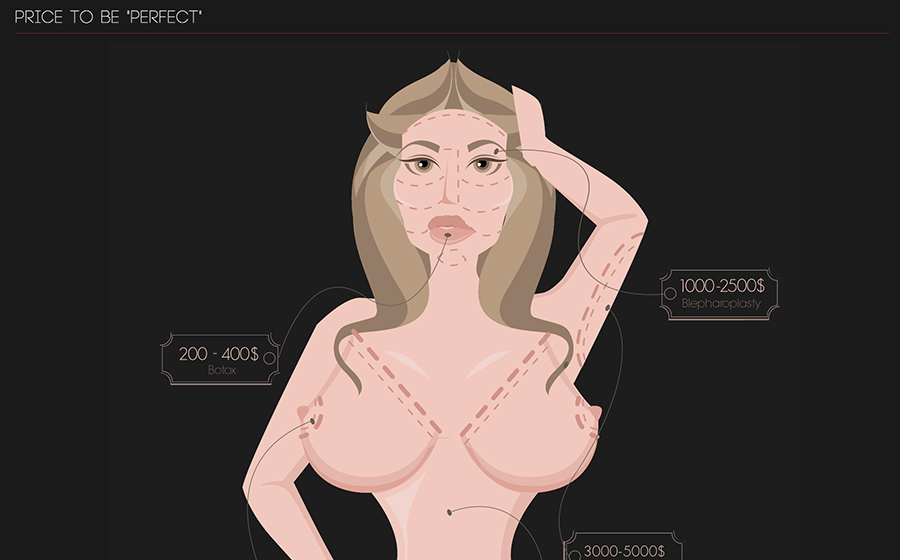 PRICE TO BE "PERFECT"
1000-2500$
Blepharoplasty
200 - 400$
Botox
3000-5000$